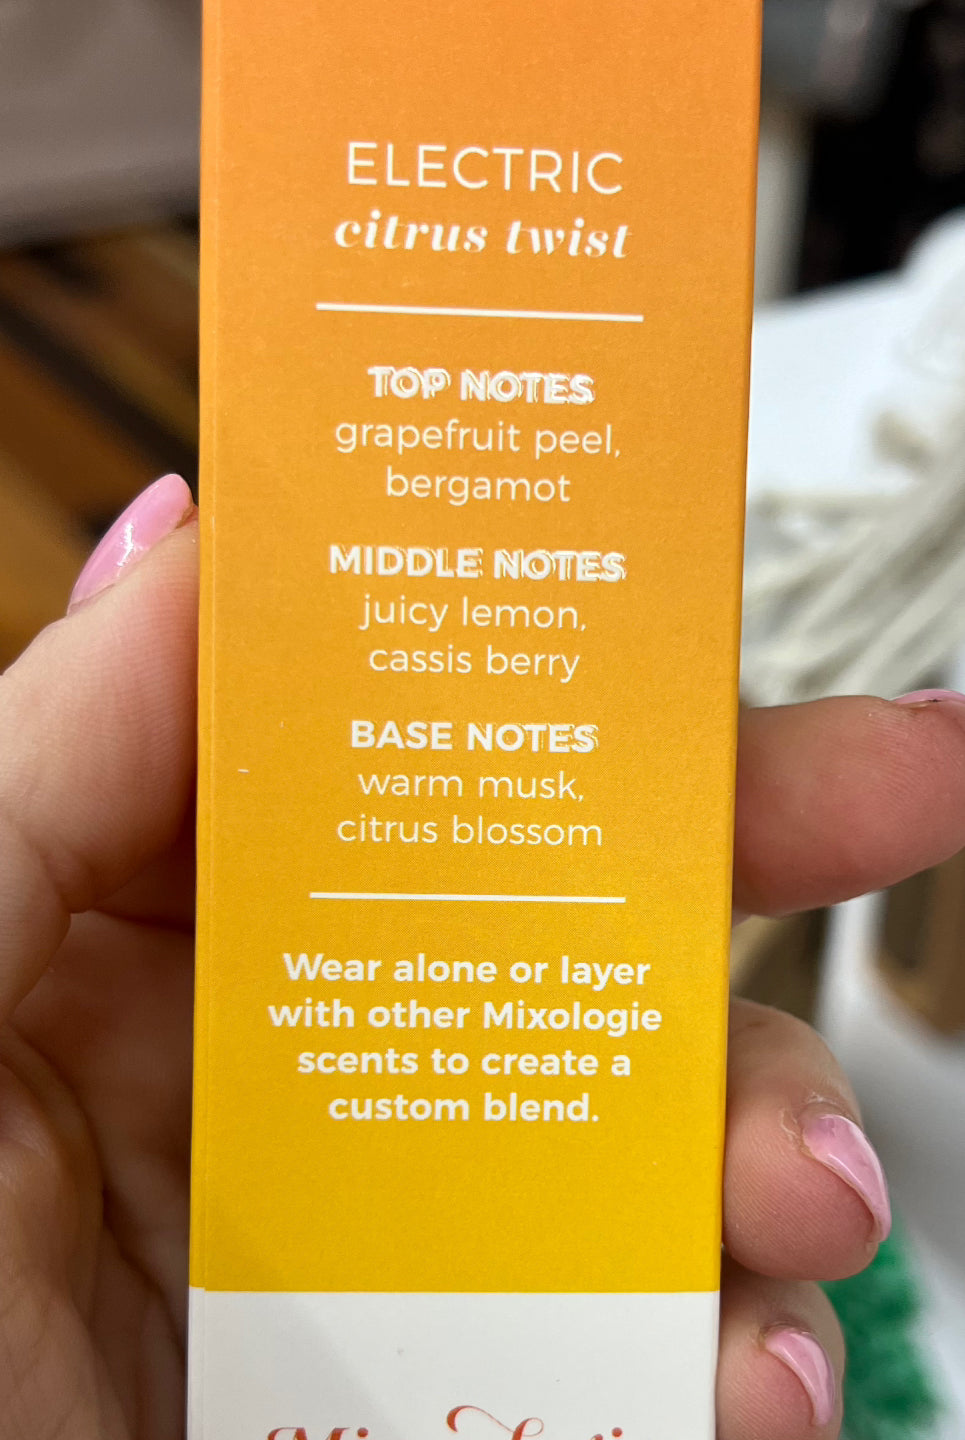 ELECTRIC
citrus twist
TOP NOTES
grapefruit peel,
bergamot
MIDDLE NOTES
juicy lemon,
cassis berry
BASE NOTES
warm musk,
citrus blossom
Wear alone or layer
with other Mixologie
scents to create a
custom blend.